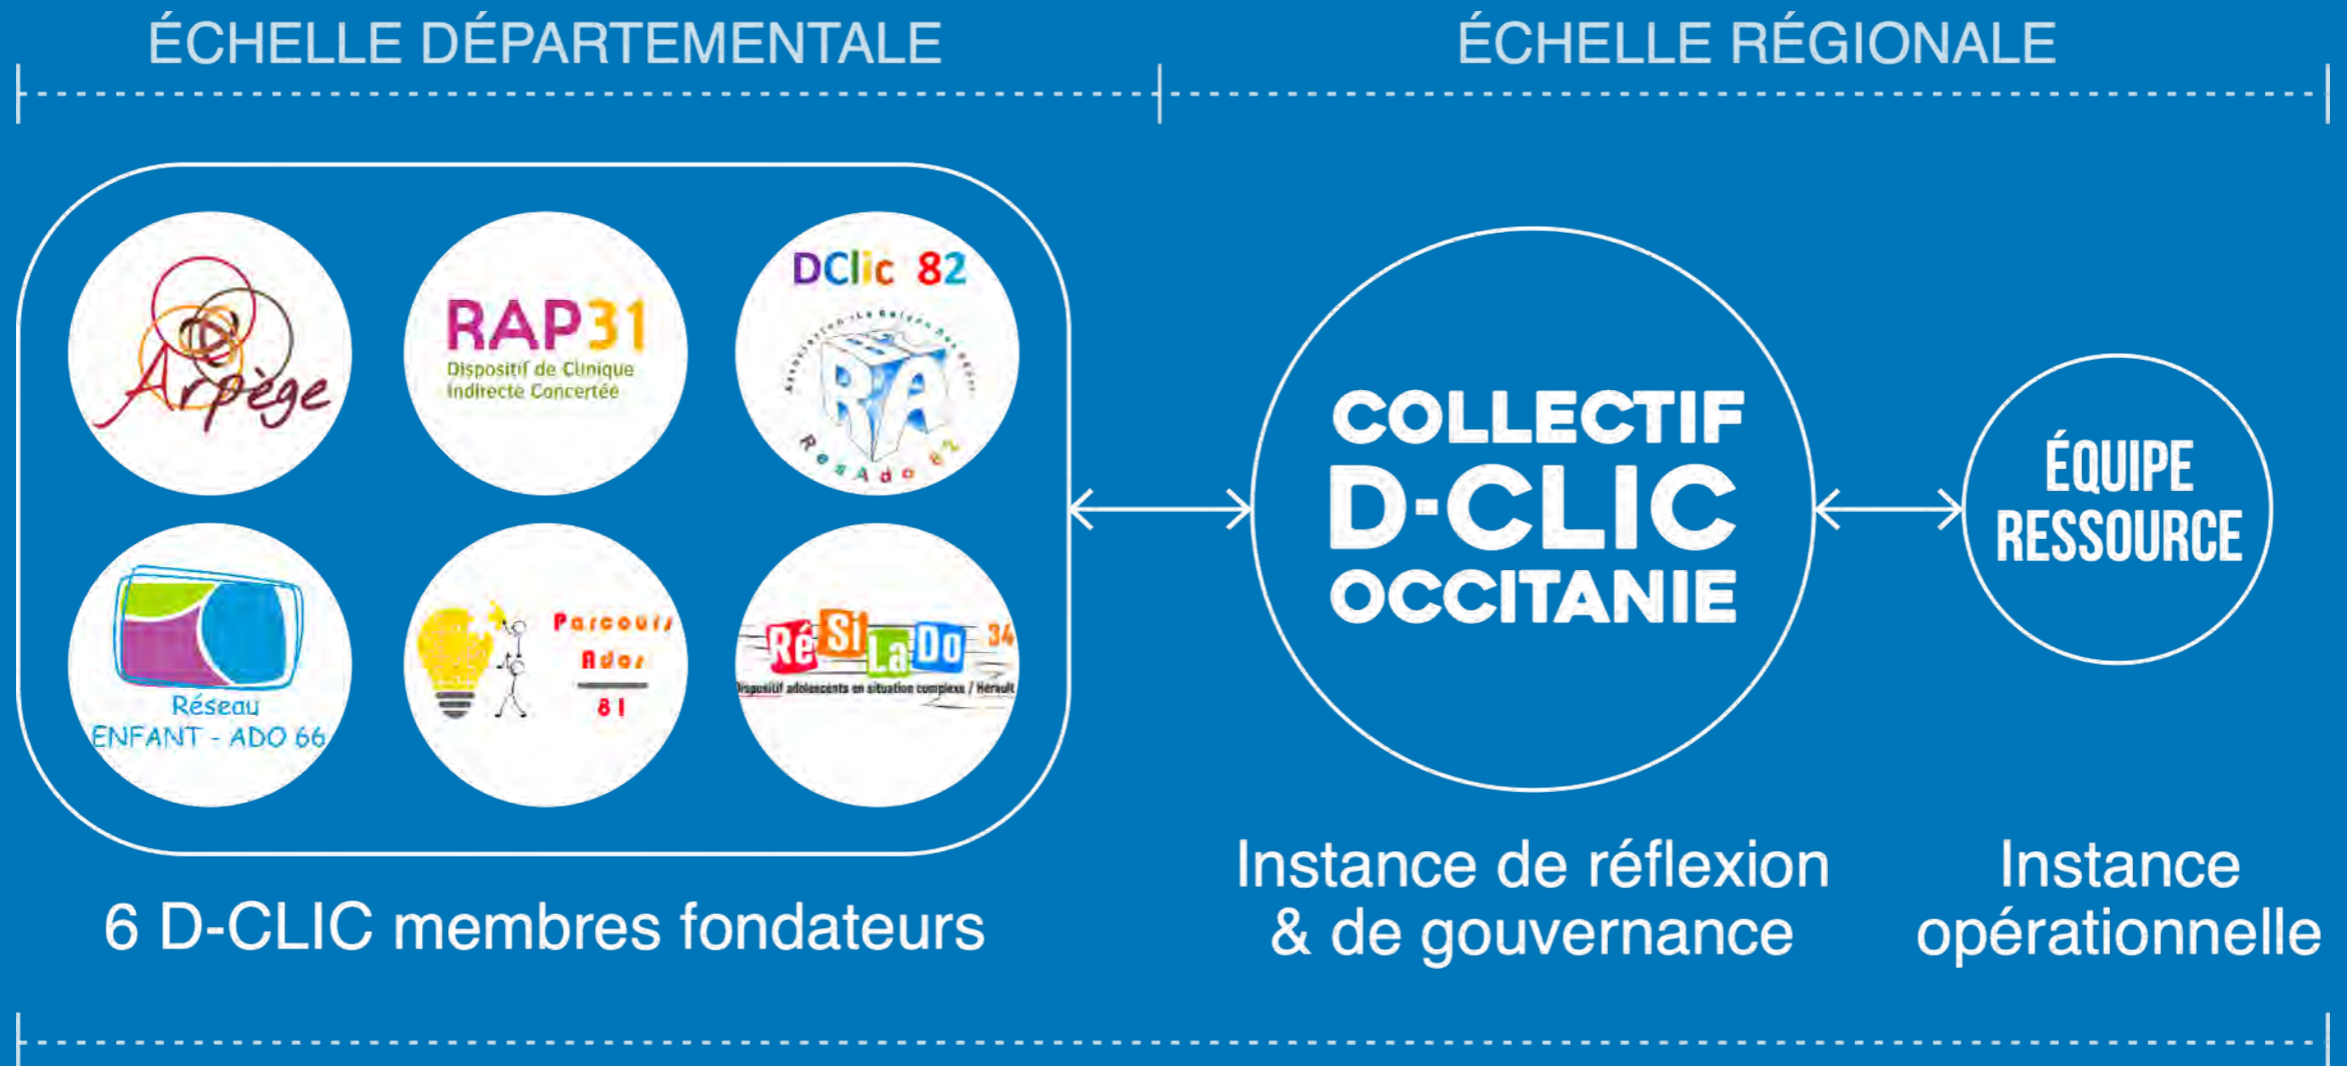 ÉCHELLE DÉPARTEMENTALE
ÉCHELLE RÉGIONALE
Arpège
RAP31
Dispositif de Clinique
Indirecte Concertée
DClic 82
RA
ResAdo 82
Réseau
ENFANT - ADO 66
Parcours
Ados
81
RéSiLaDo 34
Dispositif adolescents en situation complexe / Hérault
6 D-CLIC membres fondateurs
COLLECTIF
D-CLIC
OCCITANIE
Instance de réflexion
& de gouvernance
ÉQUIPE
RESSOURCE
Instance
opérationnelle